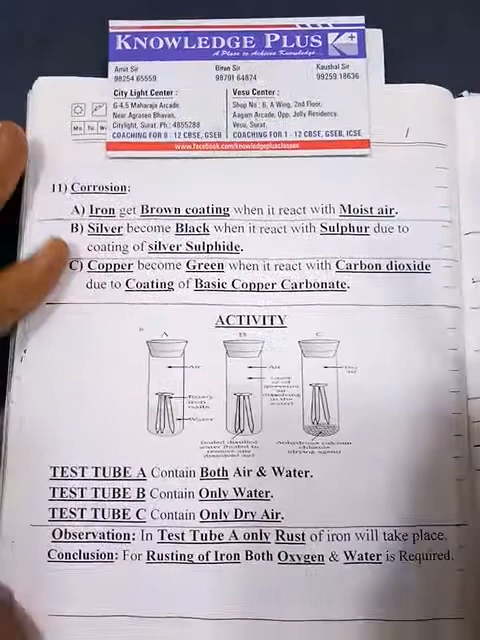 KNOWLEDGE PLUS
A Place to Achieve Knowledge!
Amit Sir
98254 65559
Biren Sir
98791 64874
Kaushal Sir
99259 18636
City Light Center :
G-4,5 Maharaja Arcade,
Near Agrasen Bhavan,
Citylight, Surat. Ph.: 4855288
COACHING FOR 8 - 12 CBSE, GSEB
Vesu Center :
Shop No : 6, A Wing, 2nd Floor,
Aagam Arcade, Opp. Jolly Residency,
Vesu, Surat.
COACHING FOR 1 - 12 CBSE, GSEB, ICSE
www.facebook.com/knowledgeplusclasses
Mo Tu
11) Corrosion:
A) Iron get Brown coating when it react with Moist air.
B) Silver become Black when it react with Sulphur due to
coating of silver Sulphide.
C) Copper become Green when it react with Carbon dioxide
due to Coating of Basic Copper Carbonate.
ACTIVITY
A B C
Air
Water
Air
TEST TUBE A Contain Both Air & Water.
TEST TUBE B Contain Only Water.
TEST TUBE C Contain Only Dry Air.
Observation: In Test Tube A only Rust of iron will take place.
Conclusion: For Rusting of Iron Both Oxygen & Water is Required.